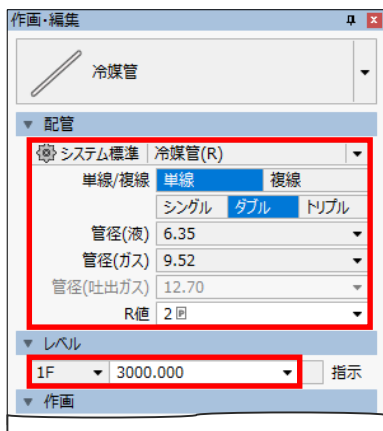 作画・編集
冷媒管
配管
システム標準 冷媒管(R)
単線/複線 単線 複線
シングル ダブル トリプル
管径(液) 6.35
管径(ガス) 9.52
管径(吐出ガス) 12.70
R値 2 P
レベル
1F 3000.000 指示
作画